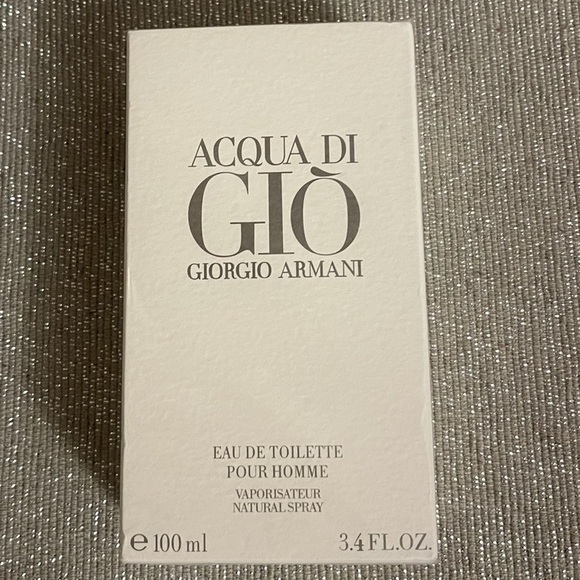 ACQUA DI
GIÒ
GIORGIO ARMANI
EAU DE TOILETTE
POUR HOMME
VAPORISATEUR
NATURAL SPRAY
℮ 100 ml 3.4 FL.OZ.